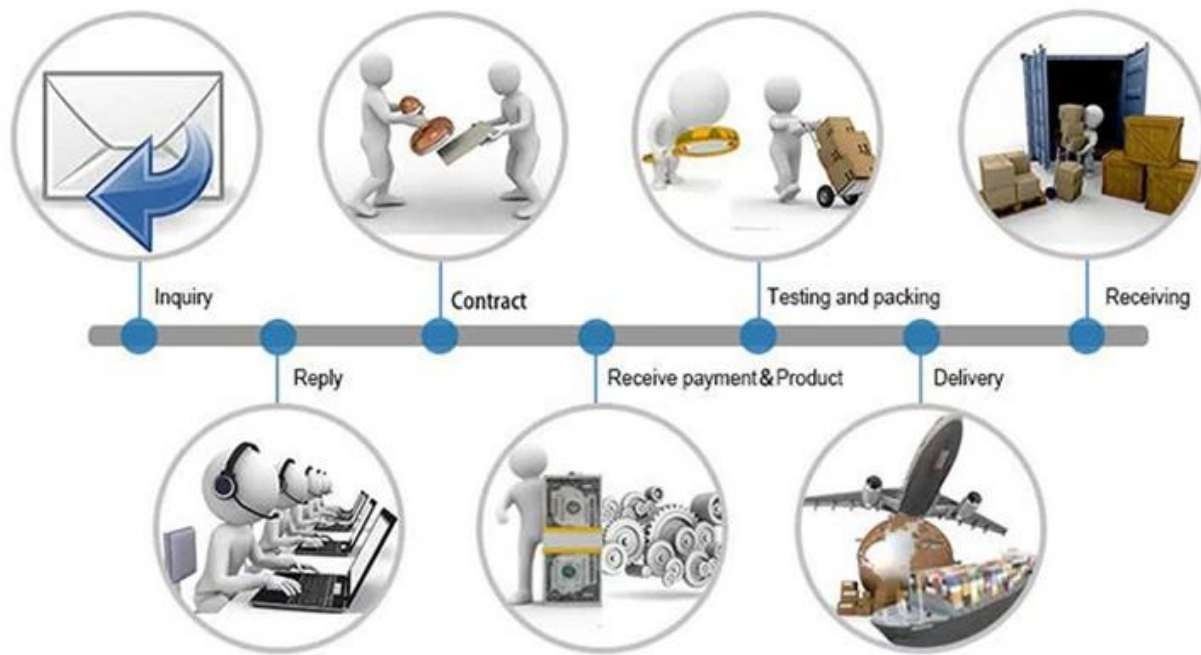 Inquiry
Reply
Contract
Receive payment&Product
Testing and packing
Delivery
Receiving